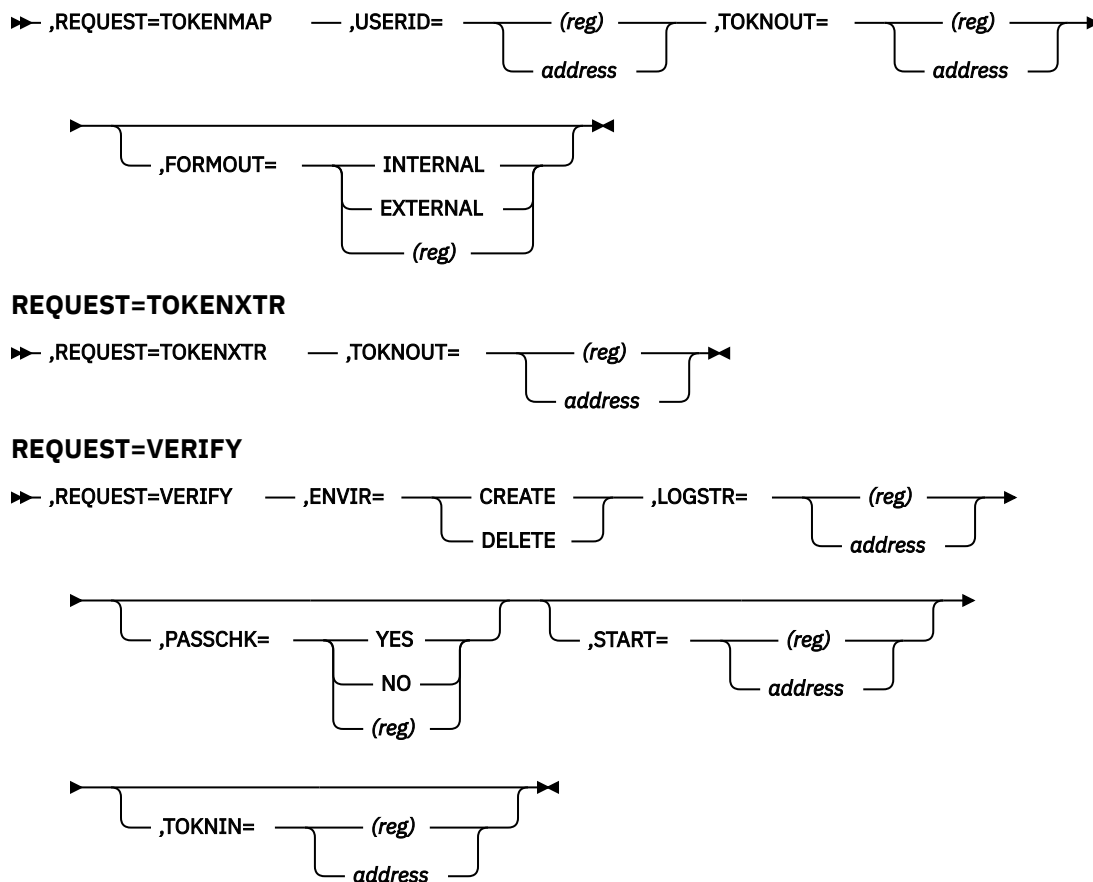 ,REQUEST=TOKENMAP ,USERID= (reg) ,TOKNOUT= (reg)
address address
,FORMOUT= INTERNAL
EXTERNAL
(reg)
REQUEST=TOKENXTR
,REQUEST=TOKENXTR ,TOKNOUT= (reg)
address
REQUEST=VERIFY
,REQUEST=VERIFY ,ENVIR= CREATE ,LOGSTR= (reg)
DELETE address
,PASSCHK= YES ,START= (reg)
NO address
(reg)
,TOKNIN= (reg)
address